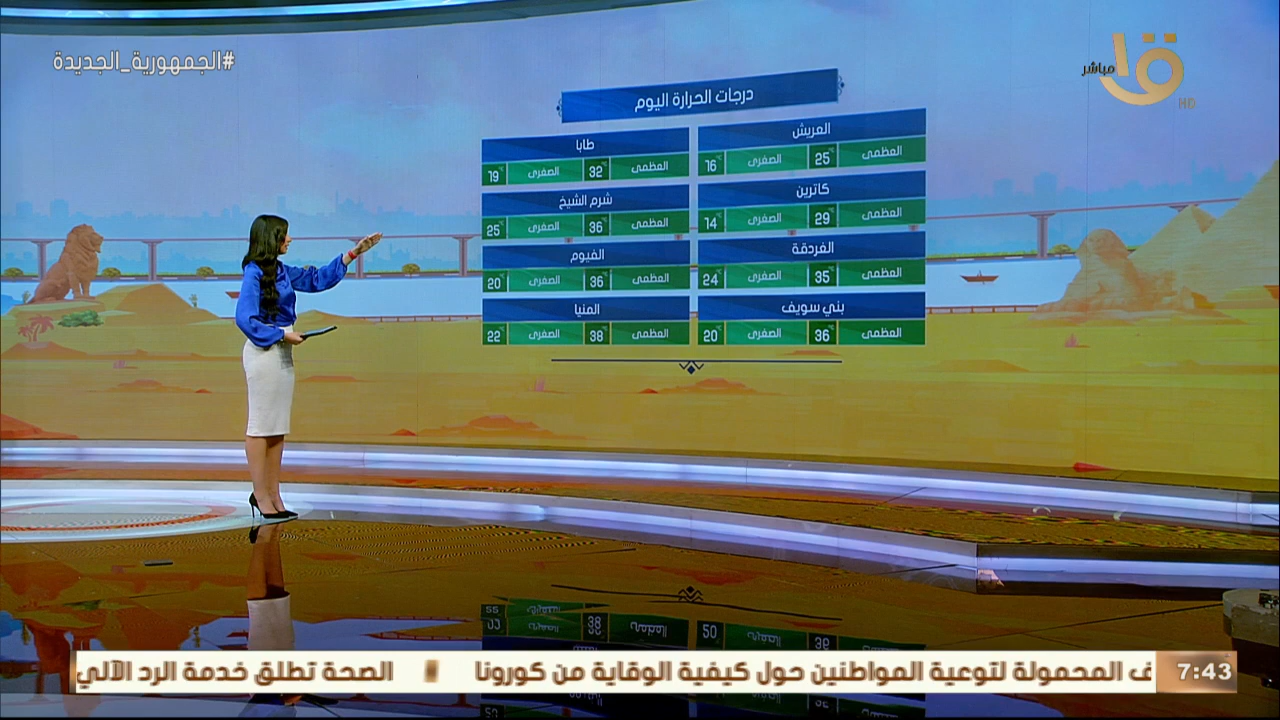 #الجمهورية_الجديدة
مباشر
HD
درجات الحرارة اليوم
العريش
العظمى 25° الصغرى 16°
طابا
العظمى 32° الصغرى 19°
كاترين
العظمى 29° الصغرى 14°
شرم الشيخ
العظمى 36° الصغرى 25°
الغردقة
العظمى 35° الصغرى 24°
الفيوم
العظمى 36° الصغرى 20°
بني سويف
العظمى 36° الصغرى 20°
المنيا
العظمى 38° الصغرى 22°
7:43
ف المحمولة لتوعية المواطنين حول كيفية الوقاية من كورونا
الصحة تطلق خدمة الرد الآلي